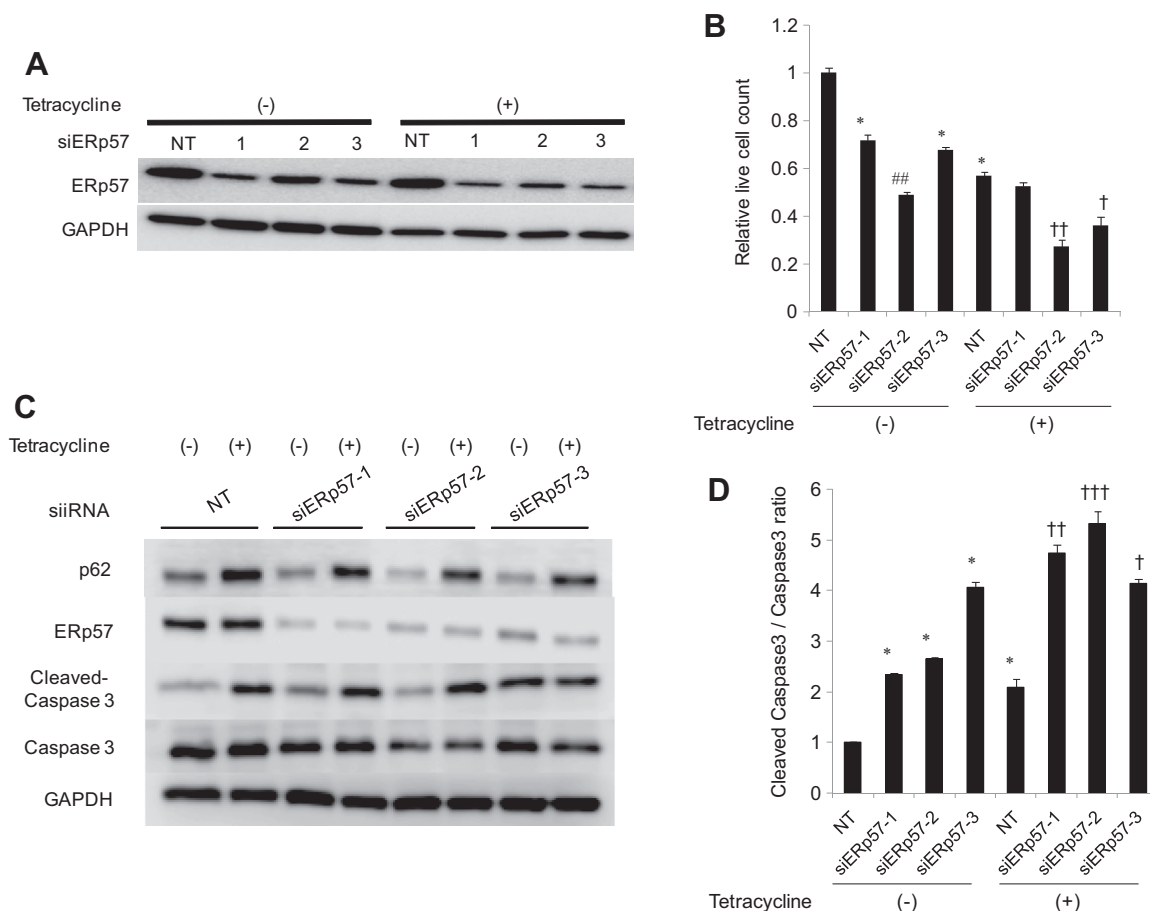 A
Tetracycline (-) (+)
siERp57 NT 1 2 3 NT 1 2 3
ERp57
GAPDH
B
Relative live cell count
1.2
1
0.8
0.6
0.4
0.2
0
* ## * * †† †
NT siERp57-1 siERp57-2 siERp57-3 NT siERp57-1 siERp57-2 siERp57-3
Tetracycline (-) (+)
C
Tetracycline (-) (+) (-) (+) (-) (+) (-) (+)
siiRNA NT siERp57-1 siERp57-2 siERp57-3
p62
ERp57
Cleaved-
Caspase 3
Caspase 3
GAPDH
D
Cleaved Caspase3 / Caspase3 ratio
6
5
4
3
2
1
0
* * * * †† ††† †
NT siERp57-1 siERp57-2 siERp57-3 NT siERp57-1 siERp57-2 siERp57-3
Tetracycline (-) (+)